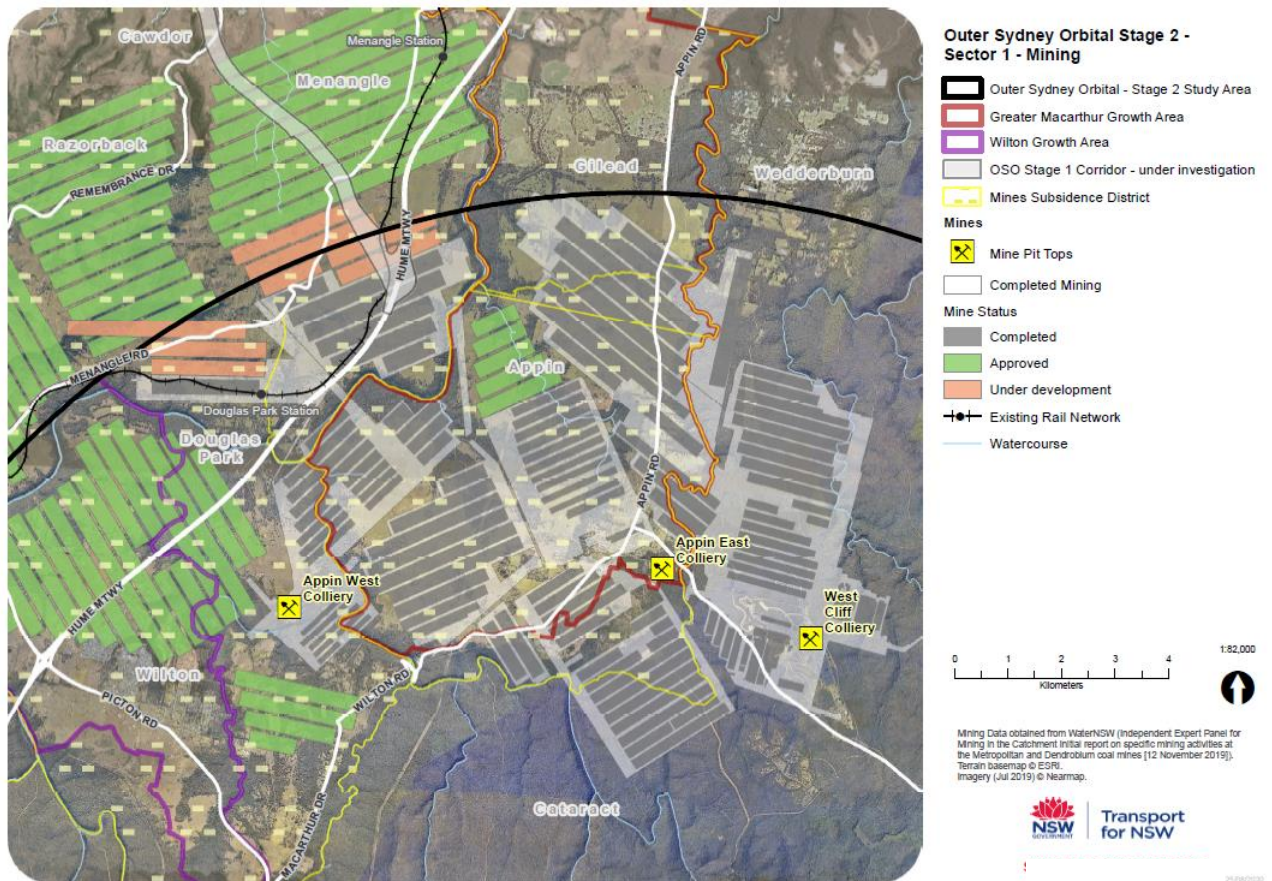 Cawdor
Menangle Station
Menangle
APPIN RD
Razorback
REMEMBRANCE DR
Gilead
Wedderburn
HUME MTWY
MENANGLE RD
Appin
Douglas Park Station
Douglas
Park
APPIN RD
Appin East
Colliery
Appin West
Colliery
West
Cliff
Colliery
HUME MTWY
Wilton
WILTON RD
PICTON RD
MACARTHUR DR
Cataract
Outer Sydney Orbital Stage 2 -
Sector 1 - Mining
Outer Sydney Orbital - Stage 2 Study Area
Greater Macarthur Growth Area
Wilton Growth Area
OSO Stage 1 Corridor - under investigation
Mines Subsidence District
Mines
Mine Pit Tops
Completed Mining
Mine Status
Completed
Approved
Under development
Existing Rail Network
Watercourse
1:82,000
0 1 2 3 4
Kilometers
Mining Data obtained from WaterNSW (Independent Expert Panel for
Mining in the Catchment Initial report on specific mining activities at
the Metropolitan and Dendrobium coal mines [12 November 2019]).
Terrain basemap © ESRI.
Imagery (Jul 2019) © Nearmap.
NSW
GOVERNMENT
Transport
for NSW